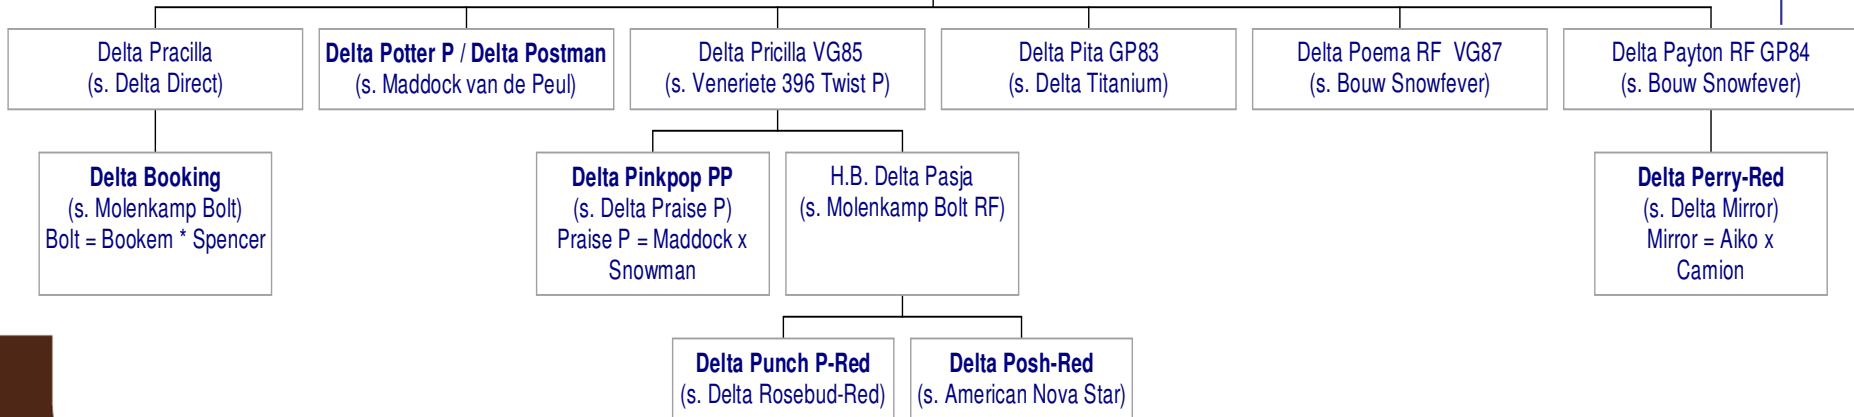 Delta Pracilla
(s. Delta Direct)
Delta Potter P / Delta Postman
(s. Maddock van de Peul)
Delta Pricilla VG85
(s. Veneriete 396 Twist P)
Delta Pita GP83
(s. Delta Titanium)
Delta Poema RF  VG87
(s. Bouw Snowfever)
Delta Payton RF GP84
(s. Bouw Snowfever)
Delta Booking
(s. Molenkamp Bolt)
Bolt = Bookem * Spencer
Delta Pinkpop PP
(s. Delta Praise P)
Praise P = Maddock x
Snowman
H.B. Delta Pasja
(s. Molenkamp Bolt RF)
Delta Perry-Red
(s. Delta Mirror)
Mirror = Aiko x
Camion
Delta Punch P-Red
(s. Delta Rosebud-Red)
Delta Posh-Red
(s. American Nova Star)